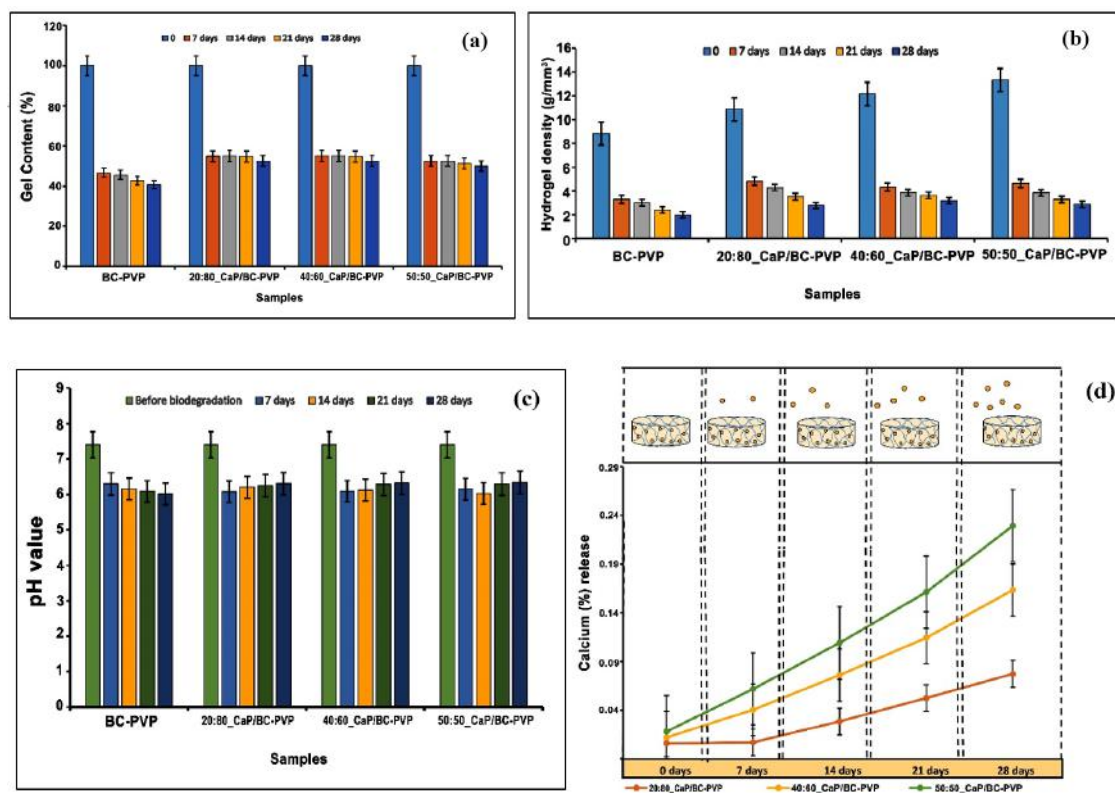 (a)
0 7 days 14 days 21 days 28 days
Gel Content (%)
120
100
80
60
40
20
0
BC-PVP 20:80_CaP/BC-PVP 40:60_CaP/BC-PVP 50:50_CaP/BC-PVP
Samples
(b)
0 7 days 14 days 21 days 28 days
Hydrogel density (g/mm³)
16
14
12
10
8
6
4
2
0
BC-PVP 20:80_CaP/BC-PVP 40:60_CaP/BC-PVP 50:50_CaP/BC-PVP
Samples
(c)
Before biodegradation 7 days 14 days 21 days 28 days
pH value
9
8
7
6
5
4
3
2
1
0
BC-PVP 20:80_CaP/BC-PVP 40:60_CaP/BC-PVP 50:50_CaP/BC-PVP
Samples
(d)
Calcium (%) release
0.29
0.24
0.19
0.14
0.09
0.04
0 days 7 days 14 days 21 days 28 days
20:80_CaP/BC-PVP 40:60_CaP/BC-PVP 50:50_CaP/BC-PVP